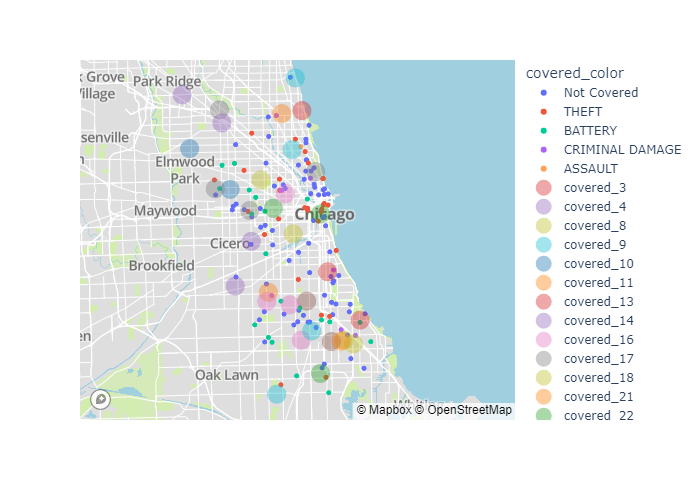 Grove
Village
Park Ridge
senville
Elmwood
Park
Maywood
Chicago
Cicero
Brookfield
Oak Lawn
© Mapbox © OpenStreetMap
covered_color
Not Covered
THEFT
BATTERY
CRIMINAL DAMAGE
ASSAULT
covered_3
covered_4
covered_8
covered_9
covered_10
covered_11
covered_13
covered_14
covered_16
covered_17
covered_18
covered_21
covered_22